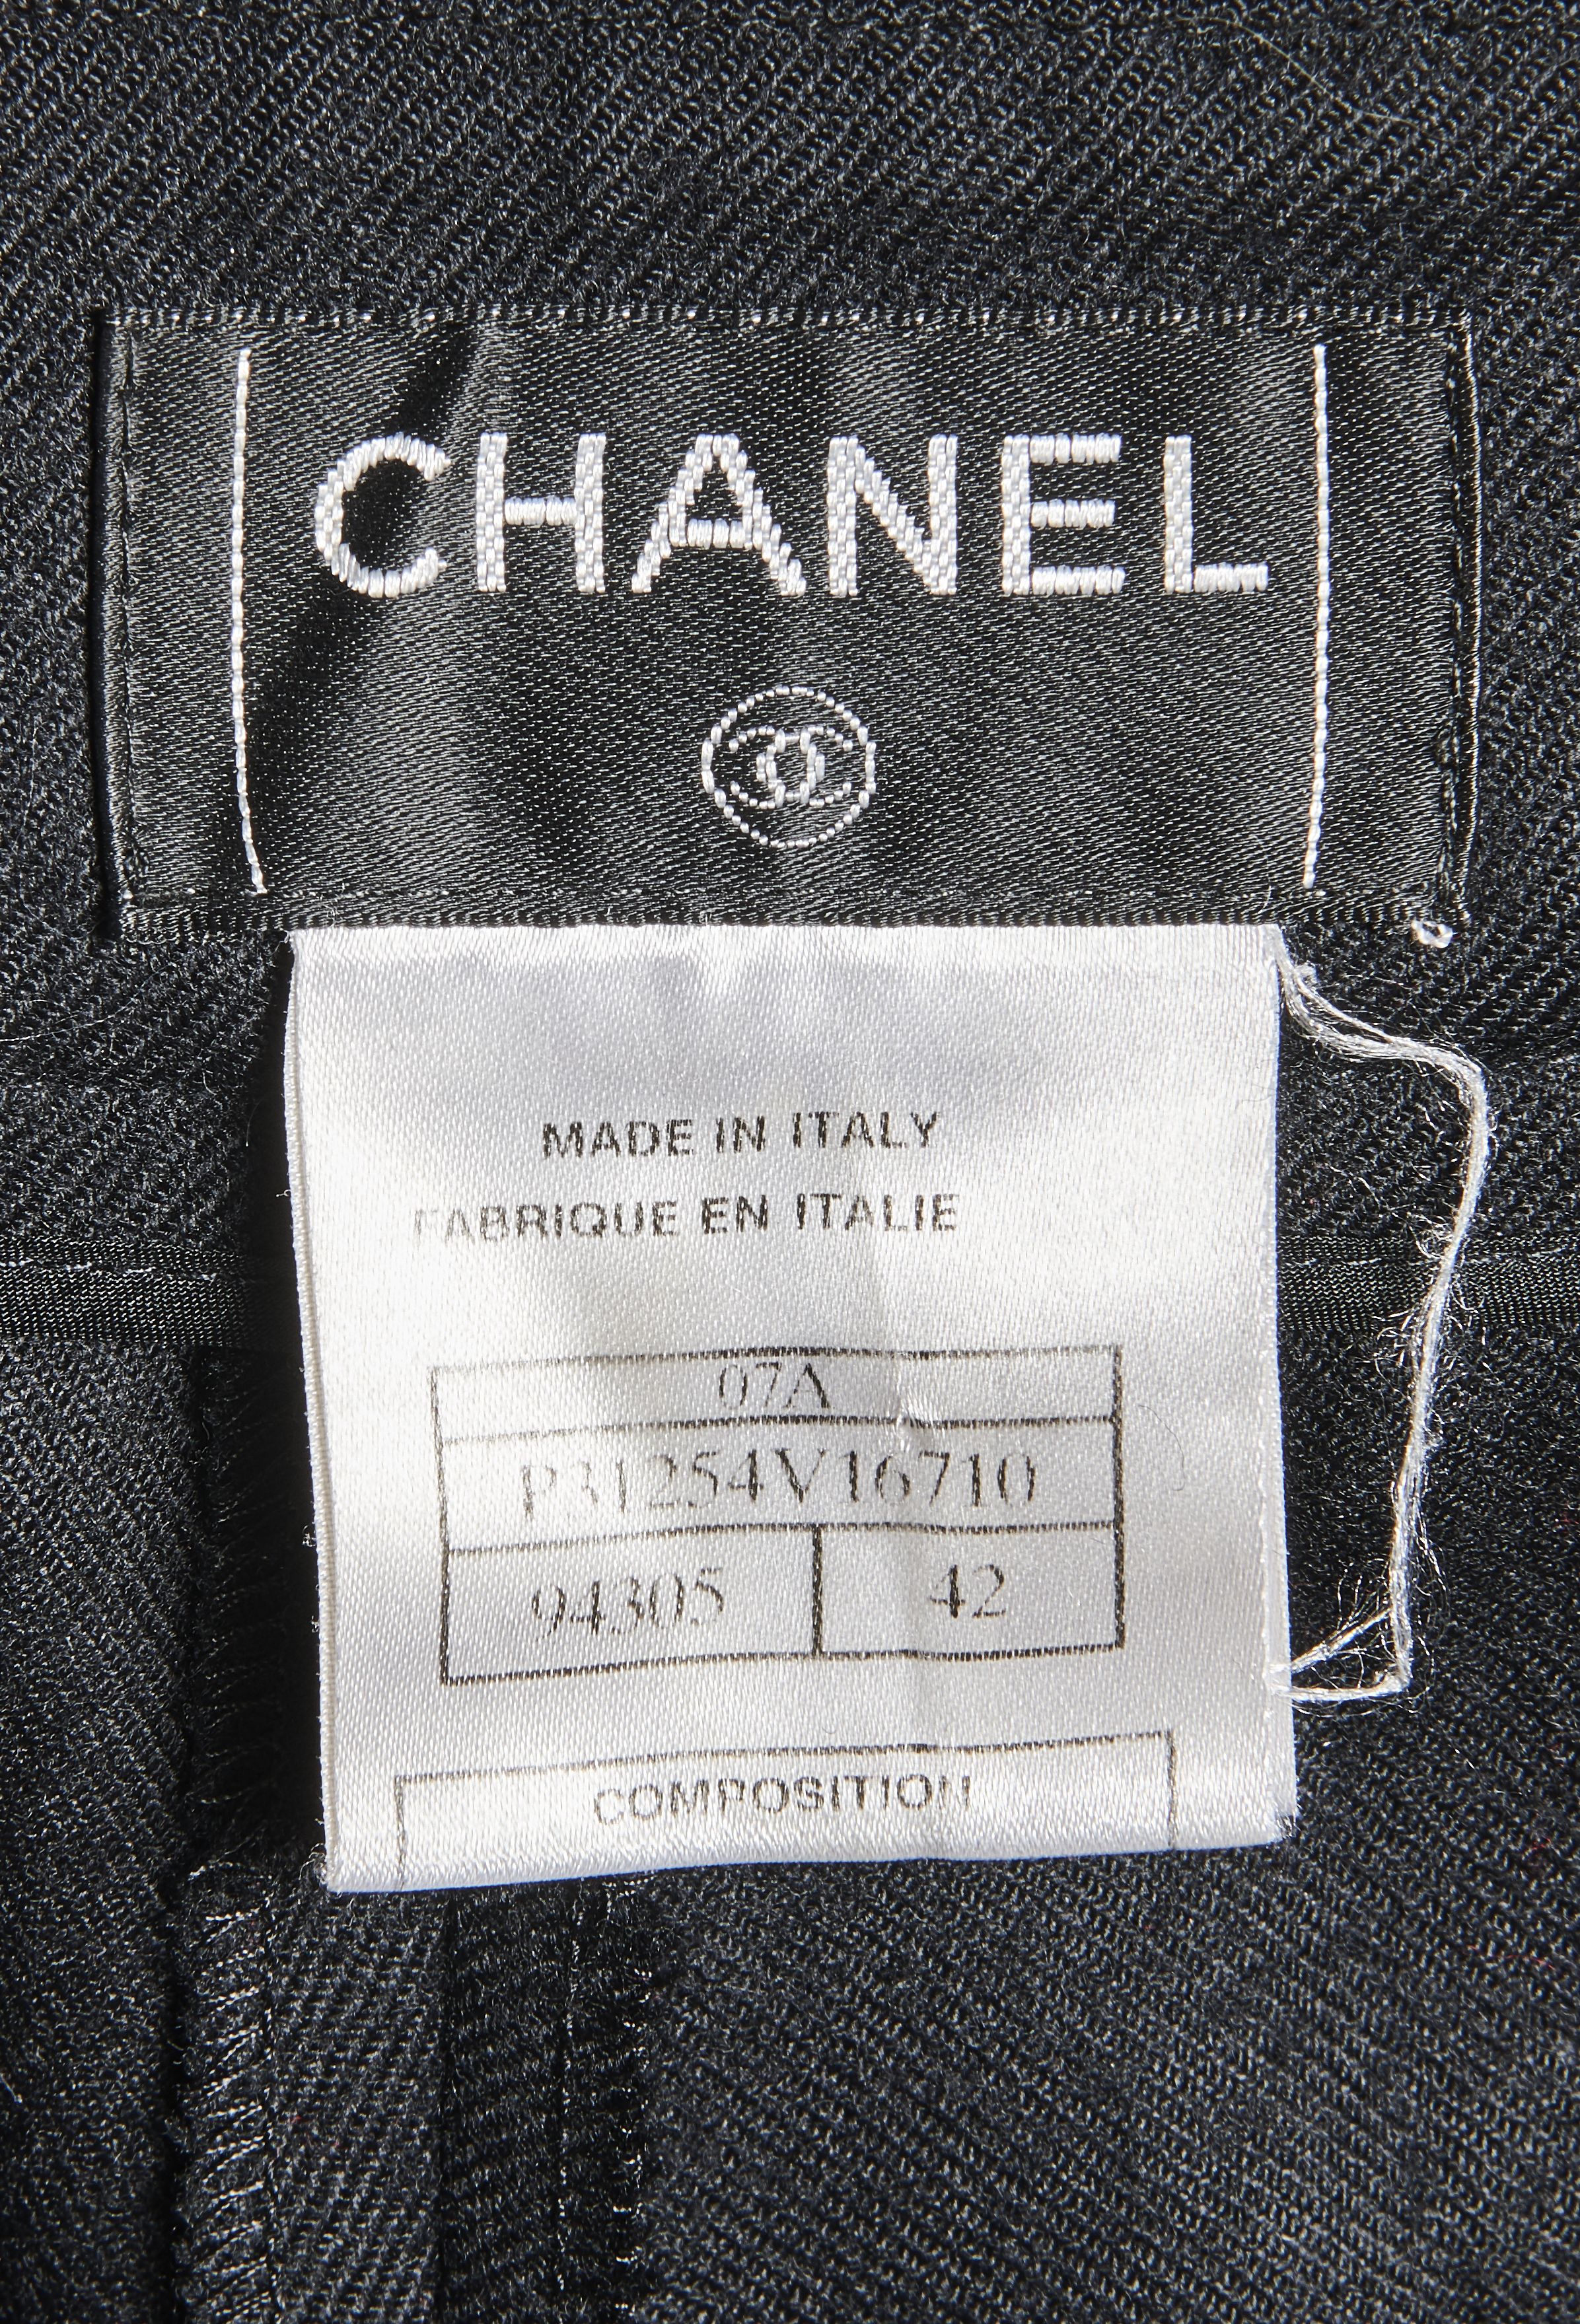 CHANEL
MADE IN ITALY
FABRIQUE EN ITALIE
07A
P31254V16710
94305 42
COMPOSITION